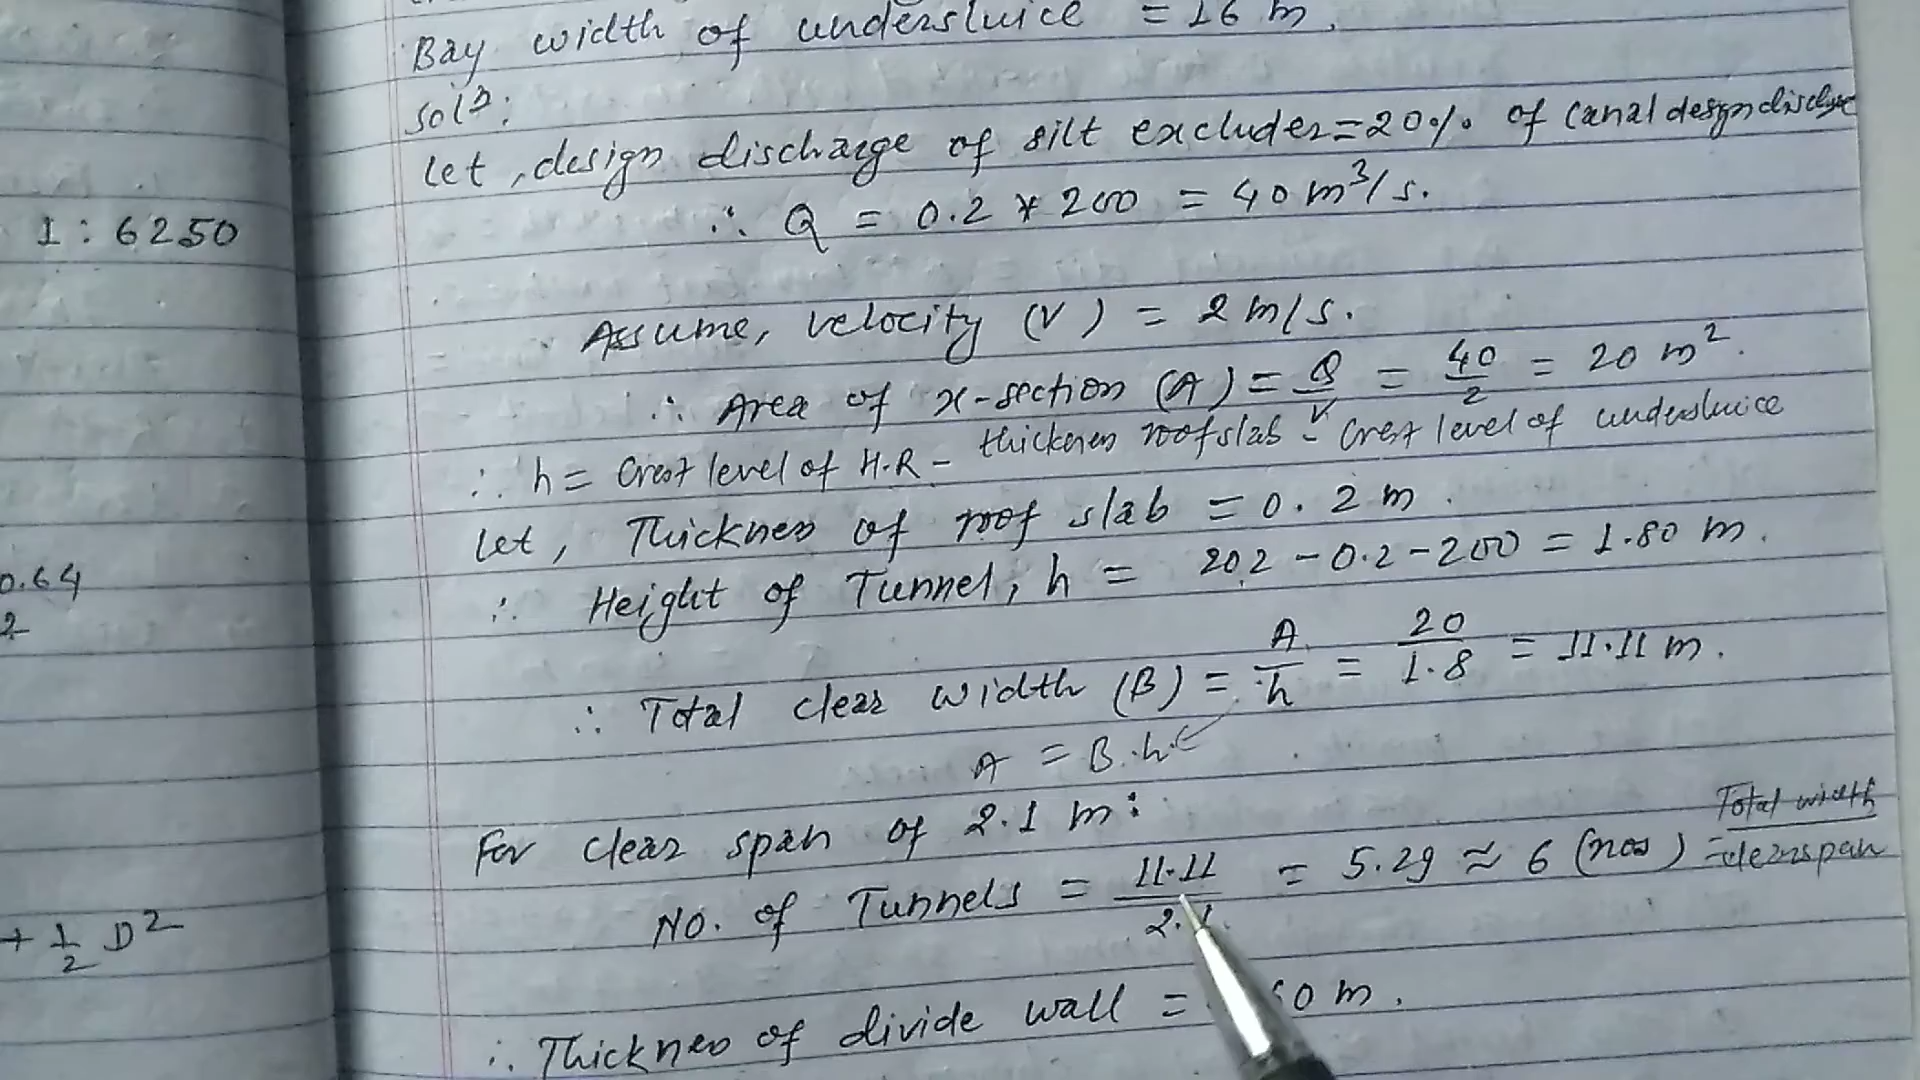 1 : 6250
0.64
2
+ 1/2 D²
Bay width of undersluice = 16 m.
Solⁿ:
Let, design discharge of silt excluder = 20% of canal design discharge
∴ Q = 0.2 * 200 = 40 m³/s.
Assume, velocity (V) = 2 m/s.
∴ Area of x-section (A) = Q/V = 40/2 = 20 m².
∴ h = Crest level of H.R - thickness roof slab - Crest level of undersluice
Let, Thickness of roof slab = 0.2 m.
∴ Height of Tunnel, h = 202 - 0.2 - 200 = 1.80 m.
∴ Total clear width (B) = A/h = 20/1.8 = 11.11 m.
A = B.h.
For clear span of 2.1 m:
No. of Tunnels = 11.11/2.1 = 5.29 ≈ 6 (nos) = Total width/clear span
∴ Thickness of divide wall = 60 m.